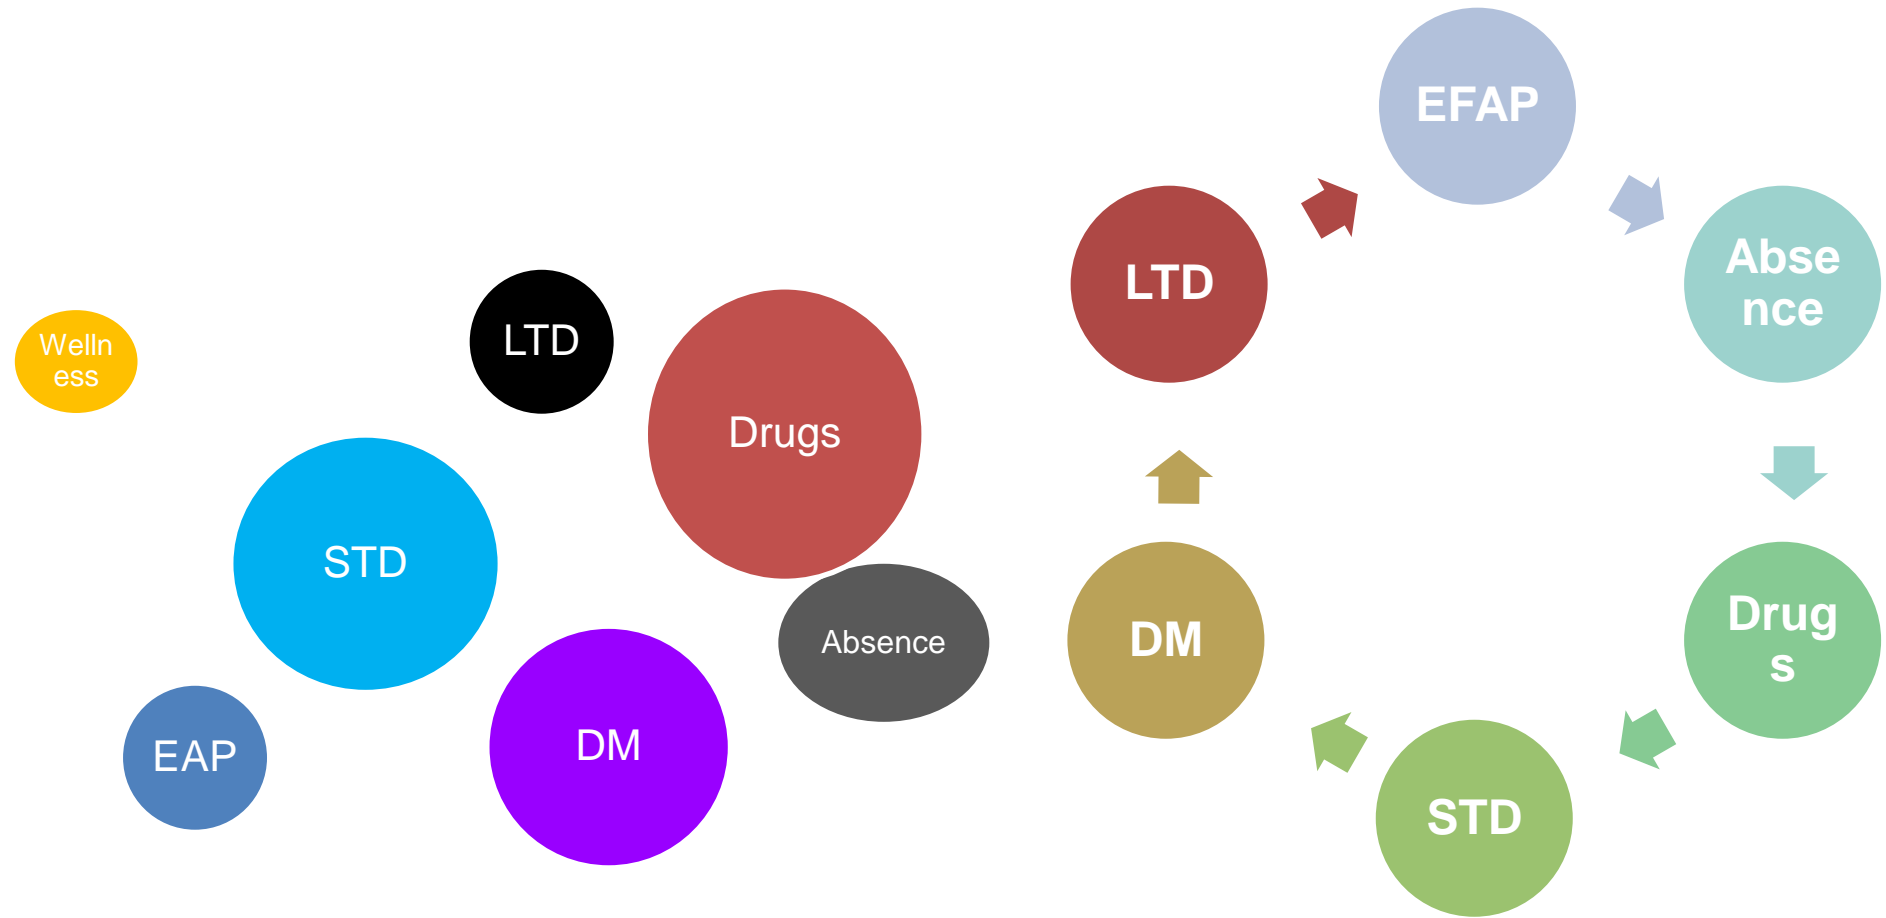 Welln
ess
LTD
Drugs
STD
Absence
EAP
DM
EFAP
LTD
Abse
nce
DM
Drug
s
STD